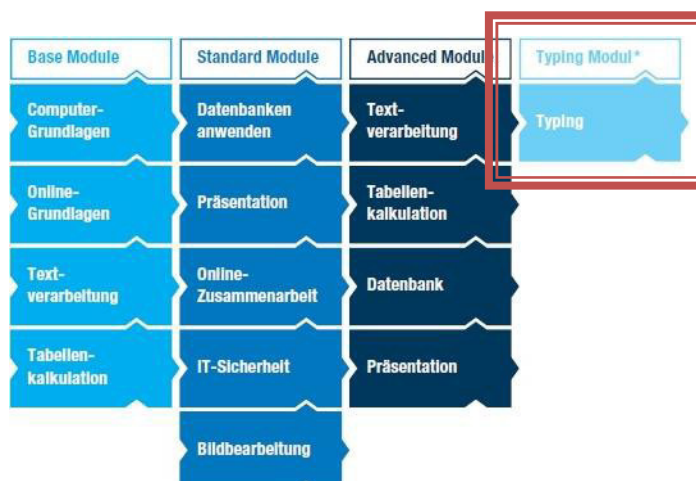 Base Module
Computer-
Grundlagen
Online-
Grundlagen
Text-
verarbeitung
Tabellen-
kalkulation
Standard Module
Datenbanken
anwenden
Präsentation
Online-
Zusammenarbeit
IT-Sicherheit
Bildbearbeitung
Advanced Module
Text-
verarbeitung
Tabellen-
kalkulation
Datenbank
Präsentation
Typing Modul*
Typing